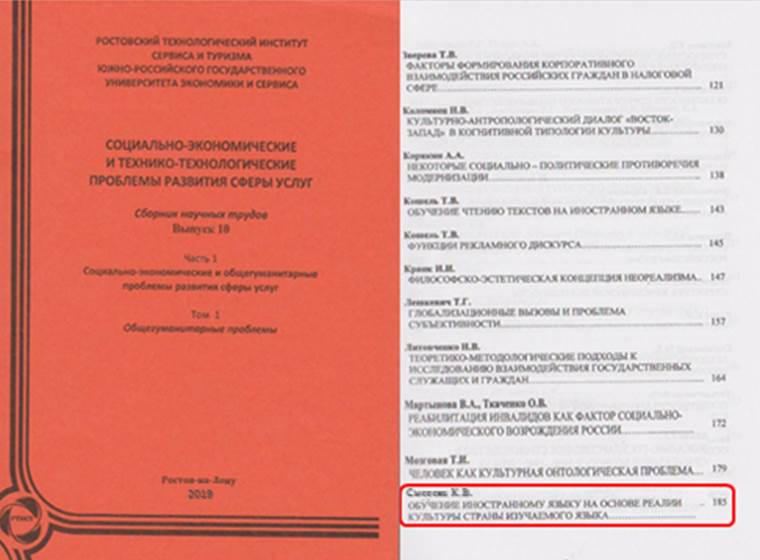 РОСТОВСКИЙ ТЕХНОЛОГИЧЕСКИЙ ИНСТИТУТ
СЕРВИСА И ТУРИЗМА
ЮЖНО-РОССИЙСКОГО ГОСУДАРСТВЕННОГО
УНИВЕРСИТЕТА ЭКОНОМИКИ И СЕРВИСА
СОЦИАЛЬНО-ЭКОНОМИЧЕСКИЕ
И ТЕХНИКО-ТЕХНОЛОГИЧЕСКИЕ
ПРОБЛЕМЫ РАЗВИТИЯ СФЕРЫ УСЛУГ
Сборник научных трудов
Выпуск 10
Часть 1
Социально-экономические и общегуманитарные
проблемы развития сферы услуг
Том 1
Общегуманитарные проблемы
Ростов-на-Дону
2019
Зверева Т.В.
ФАКТОРЫ ФОРМИРОВАНИЯ КОРПОРАТИВНОГО
ВЗАИМОДЕЙСТВИЯ РОССИЙСКИХ ГРАЖДАН В НАЛОГОВОЙ
СФЕРЕ 121
Коломиец Н.В.
КУЛЬТУРНО-АНТРОПОЛОГИЧЕСКИЙ ДИАЛОГ «ВОСТОК-
ЗАПАД» В КОГНИТИВНОЙ ТИПОЛОГИИ КУЛЬТУРЫ 130
Корякин А.А.
НЕКОТОРЫЕ СОЦИАЛЬНО – ПОЛИТИЧЕСКИЕ ПРОТИВОРЕЧИЯ
МОДЕРНИЗАЦИИ 138
Кошель Т.В.
ОБУЧЕНИЕ ЧТЕНИЮ ТЕКСТОВ НА ИНОСТРАННОМ ЯЗЫКЕ 143
Кошель Т.В.
ФУНКЦИИ РЕКЛАМНОГО ДИСКУРСА 145
И.И.
ФИЛОСОФСКО-ЭСТЕТИЧЕСКАЯ КОНЦЕПЦИЯ НЕОРЕАЛИЗМА 147
Лешкевич Т.Г.
ГЛОБАЛИЗАЦИОННЫЕ ВЫЗОВЫ И ПРОБЛЕМА
СУБЪЕКТИВНОСТИ 157
Литовченко Н.В.
ТЕОРЕТИКО-МЕТОДОЛОГИЧЕСКИЕ ПОДХОДЫ К
ИССЛЕДОВАНИЮ ВЗАИМОДЕЙСТВИЯ ГОСУДАРСТВЕННЫХ
СЛУЖАЩИХ И ГРАЖДАН 164
Мартынова В.А., Ткаченко О.В.
РЕАБИЛИТАЦИЯ ИНВАЛИДОВ КАК ФАКТОР СОЦИАЛЬНО-
ЭКОНОМИЧЕСКОГО ВОЗРОЖДЕНИЯ РОССИИ 172
Мозговая Т.И.
ЧЕЛОВЕК КАК КУЛЬТУРНАЯ ОНТОЛОГИЧЕСКАЯ ПРОБЛЕМА 179
К.В.
ОБУЧЕНИЕ ИНОСТРАННОМУ ЯЗЫКУ НА ОСНОВЕ РЕАЛИИ 185
КУЛЬТУРЫ СТРАНЫ ИЗУЧАЕМОГО ЯЗЫКА